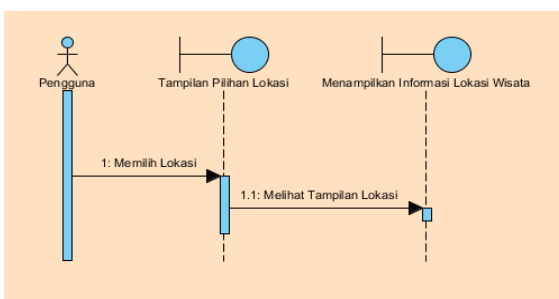 Pengguna
Tampilan Pilihan Lokasi
Menampilkan Informasi Lokasi Wisata
1: Memilih Lokasi
1.1: Melihat Tampilan Lokasi